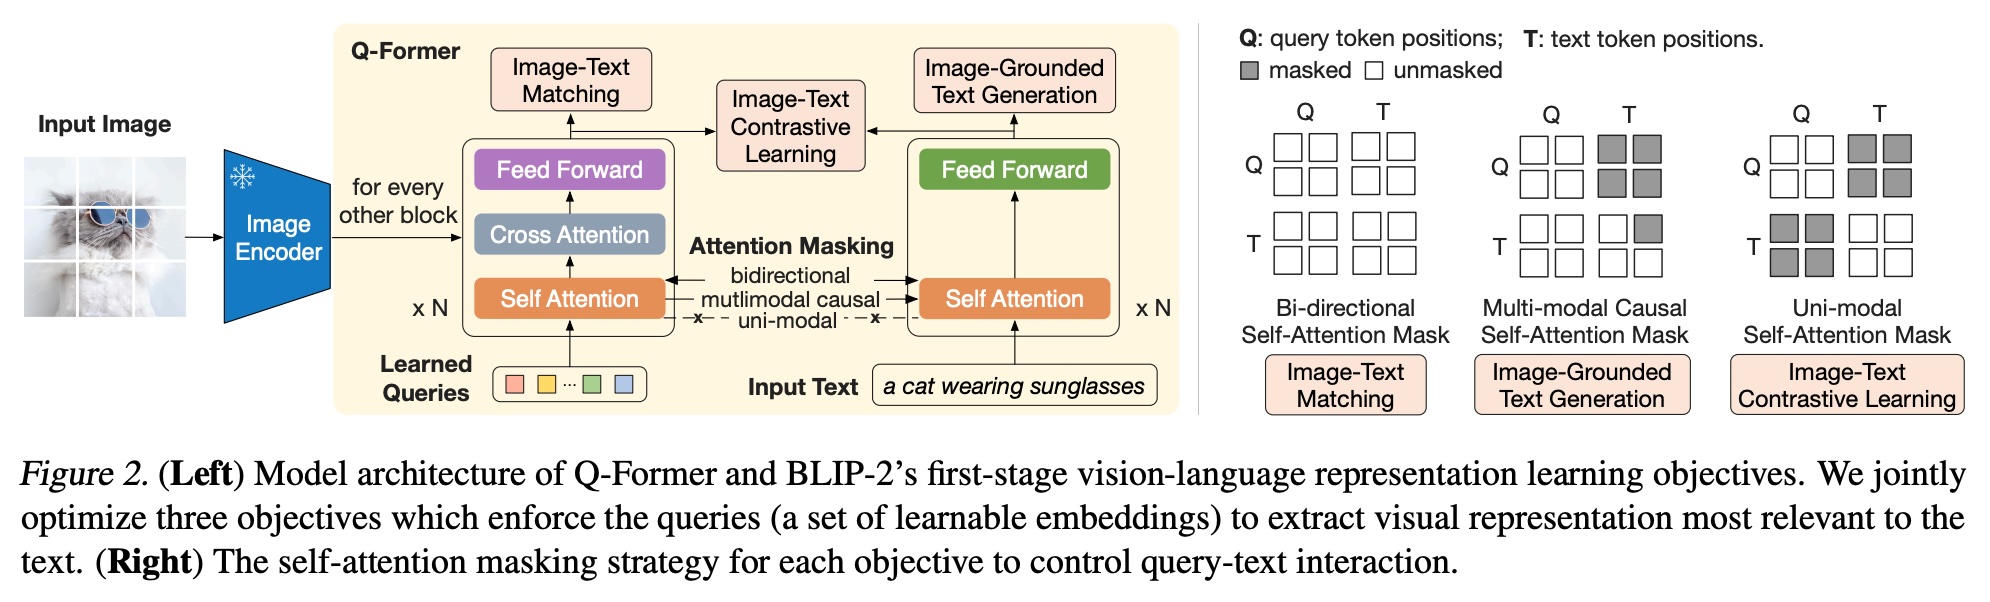 Q-Former
Input Image
Image
Encoder
for every
other block
Image-Text
Matching
Image-Text
Contrastive
Learning
Image-Grounded
Text Generation
Feed Forward
Cross Attention
Self Attention
x N
Attention Masking
bidirectional
mutlimodal causal
x uni-modal x
Feed Forward
Self Attention
x N
Learned
Queries
...
Input Text
a cat wearing sunglasses
Q: query token positions; T: text token positions.
masked unmasked
Q T
Q
T
Bi-directional
Self-Attention Mask
Image-Text
Matching
Q T
Q
T
Multi-modal Causal
Self-Attention Mask
Image-Grounded
Text Generation
Q T
Q
T
Uni-modal
Self-Attention Mask
Image-Text
Contrastive Learning
Figure 2. (Left) Model architecture of Q-Former and BLIP-2's first-stage vision-language representation learning objectives. We jointly
optimize three objectives which enforce the queries (a set of learnable embeddings) to extract visual representation most relevant to the
text. (Right) The self-attention masking strategy for each objective to control query-text interaction.